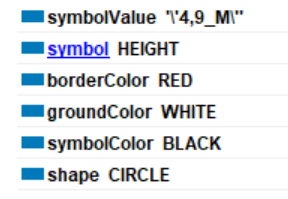 symbolValue '\'4,9_M\"
symbol HEIGHT
borderColor RED
groundColor WHITE
symbolColor BLACK
shape CIRCLE